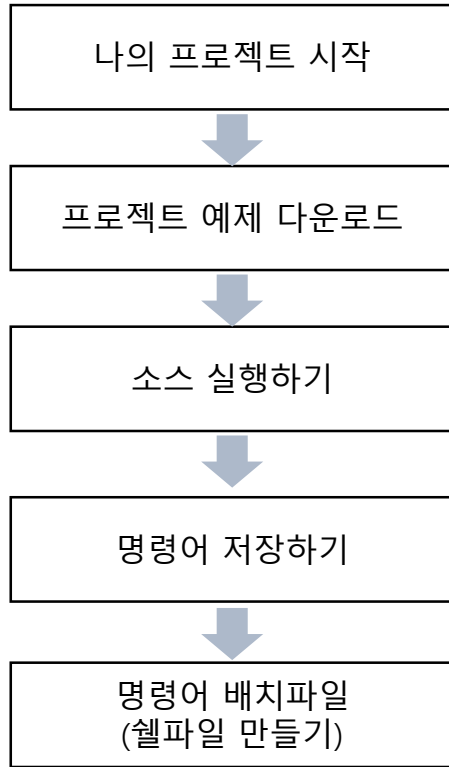 나의 프로젝트 시작
프로젝트 예제 다운로드
소스 실행하기
명령어 저장하기
명령어 배치파일
(쉘파일 만들기)